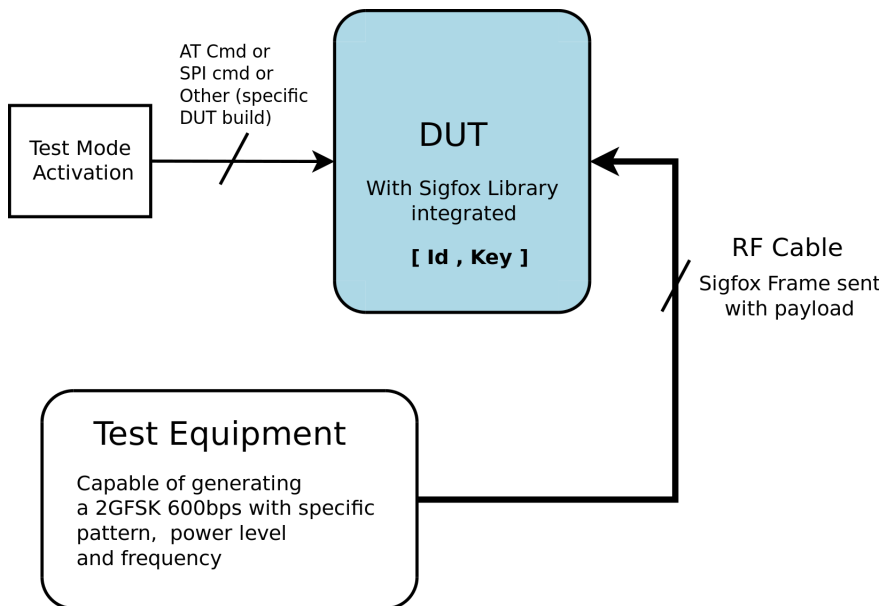 AT Cmd or
SPI cmd or
Other (specific
DUT build)
Test Mode
Activation
DUT
With Sigfox Library
integrated
[ Id , Key ]
RF Cable
Sigfox Frame sent
with payload
Test Equipment
Capable of generating
a 2GFSK 600bps with specific
pattern,  power level
and frequency